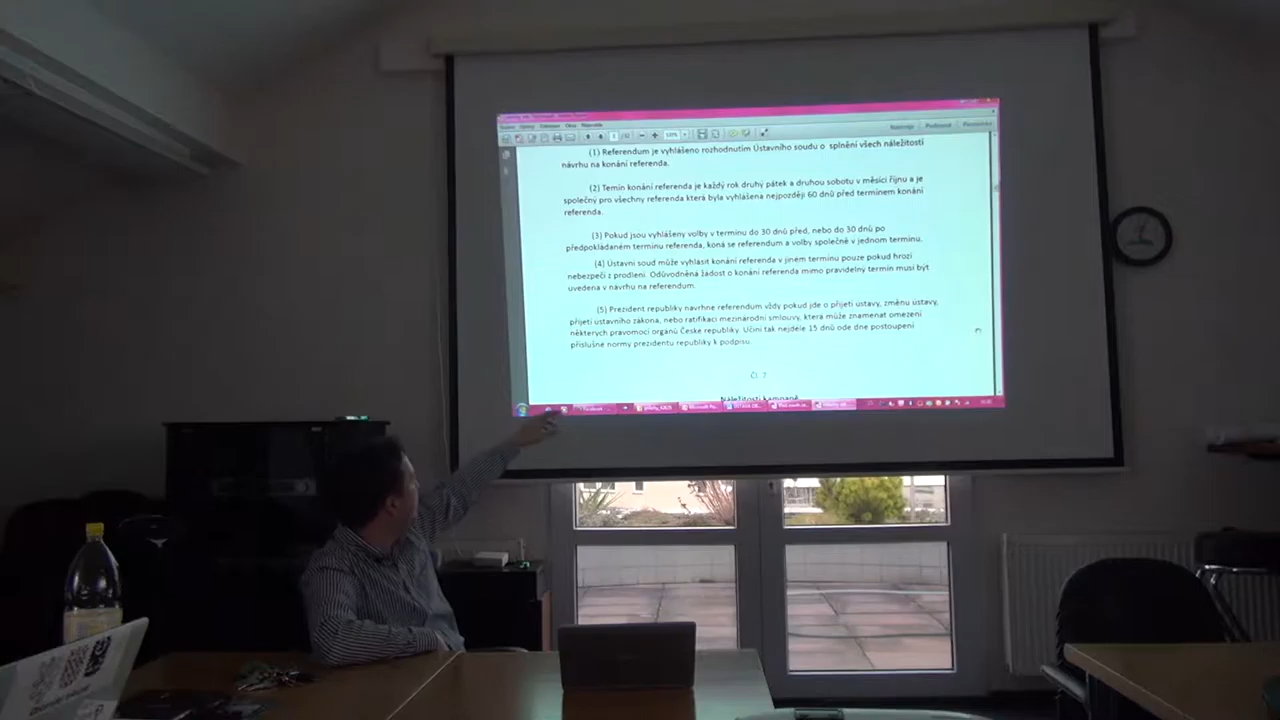 (1) Referendum je vyhlášeno rozhodnutím Ústavního soudu o splnění všech náležitostí
návrhu na konání referenda.
(2) Temín konání referenda je každý rok druhý pátek a druhou sobotu v měsíci říjnu a je
společný pro všechny referenda která byla vyhlášena nejpozději 60 dnů před termínem konání
referenda.
(3) Pokud jsou vyhlášeny volby v termínu do 30 dnů před, nebo do 30 dnů po
předpokládaném termínu referenda, koná se referendum a volby společně v jednom termínu.
(4) Ústavní soud může vyhlásit konání referenda v jiném termínu pouze pokud hrozí
nebezpečí z prodlení. Odůvodněná žádost o konání referenda mimo pravidelný termín musí být
uvedena v návrhu na referendum.
(5) Prezident republiky navrhne referendum vždy pokud jde o přijetí ústavy, změnu ústavy,
přijetí ústavního zákona, nebo ratifikaci mezinárodní smlouvy, která může znamenat omezení
některých pravomocí orgánů České republiky. Učiní tak nejdéle 15 dnů ode dne postoupení
příslušné normy prezidentu republiky k podpisu.
Čl. 7
Náležitosti kampaně